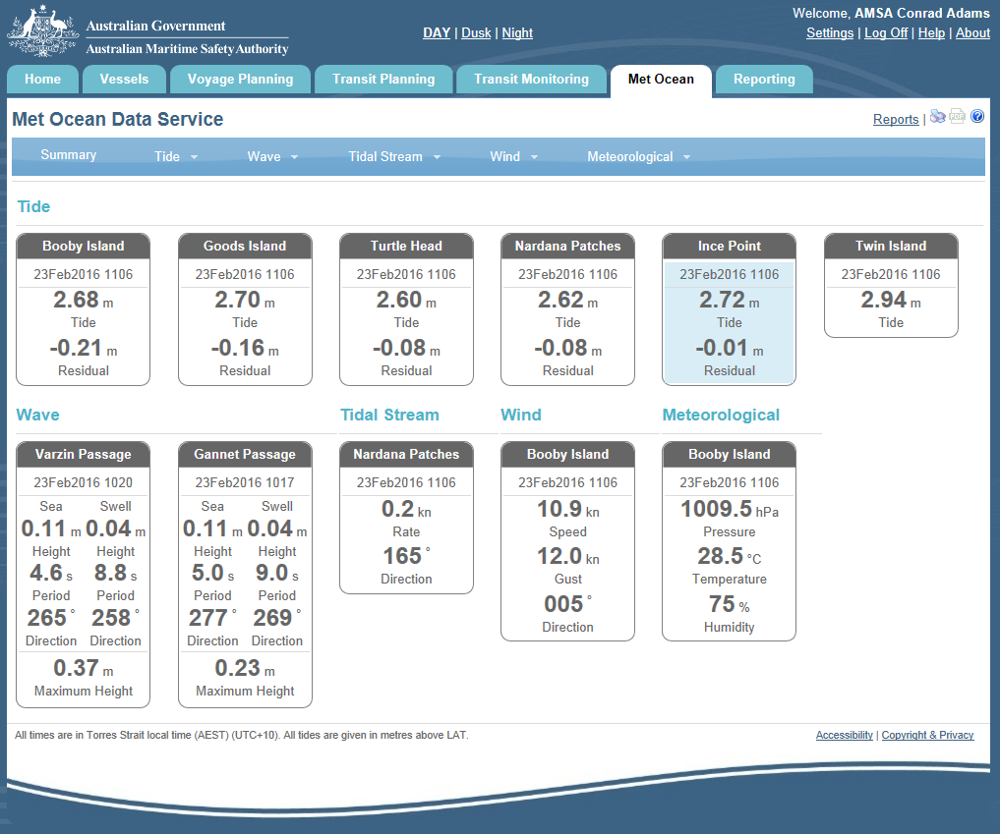 Australian Government
Australian Maritime Safety Authority
DAY | Dusk | Night
Welcome, AMSA Conrad Adams
Settings | Log Off | Help | About
Home Vessels Voyage Planning Transit Planning Transit Monitoring Met Ocean Reporting
Met Ocean Data Service
Reports |
Summary Tide Wave Tidal Stream Wind Meteorological
Tide
Booby Island Goods Island Turtle Head Nardana Patches Ince Point Twin Island
23Feb2016 1106 23Feb2016 1106 23Feb2016 1106 23Feb2016 1106 23Feb2016 1106 23Feb2016 1106
2.68 m 2.70 m 2.60 m 2.62 m 2.72 m 2.94 m
Tide Tide Tide Tide Tide Tide
-0.21 m -0.16 m -0.08 m -0.08 m -0.01 m
Residual Residual Residual Residual Residual
Wave Tidal Stream Wind Meteorological
Varzin Passage Gannet Passage Nardana Patches Booby Island Booby Island
23Feb2016 1020 23Feb2016 1017 23Feb2016 1106 23Feb2016 1106 23Feb2016 1106
Sea Swell Sea Swell 0.2 kn 10.9 kn 1009.5 hPa
0.11 m 0.04 m 0.11 m 0.04 m Rate Speed Pressure
Height Height Height Height 165 ° 12.0 kn 28.5 °C
4.6 s 8.8 s 5.0 s 9.0 s Direction Gust Temperature
Period Period Period Period 005 ° 75 %
265 ° 258 ° 277 ° 269 ° Direction Humidity
Direction Direction Direction Direction
0.37 m 0.23 m
Maximum Height Maximum Height
All times are in Torres Strait local time (AEST) (UTC+10). All tides are given in metres above LAT.
Accessibility | Copyright & Privacy